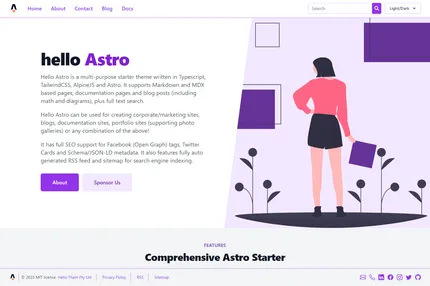 Home About Contact Blog Docs Search Light/Dark
hello Astro
Hello Astro is a multi-purpose starter theme written in Typescript,
TailwindCSS, AlpineJS and Astro. It supports Markdown and MDX
based pages, documentation pages and blog posts (including
math and diagrams), plus full text search.
Hello Astro can be used for creating corporate/marketing sites,
blogs, documentation sites, portfolio sites (supporting photo
galleries) or any combination of the above!
It has full SEO support for Facebook (Open Graph) tags, Twitter
Cards and Schema/JSON-LD metadata. It also features fully auto
generated RSS feed and sitemap for search engine indexing.
About Sponsor Us
FEATURES
Comprehensive Astro Starter
© 2023 MIT license Hello Tham Pty Ltd Privacy Policy RSS Sitemap